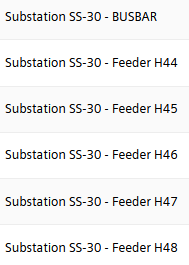 Substation SS-30 - BUSBAR
Substation SS-30 - Feeder H44
Substation SS-30 - Feeder H45
Substation SS-30 - Feeder H46
Substation SS-30 - Feeder H47
Substation SS-30 - Feeder H48